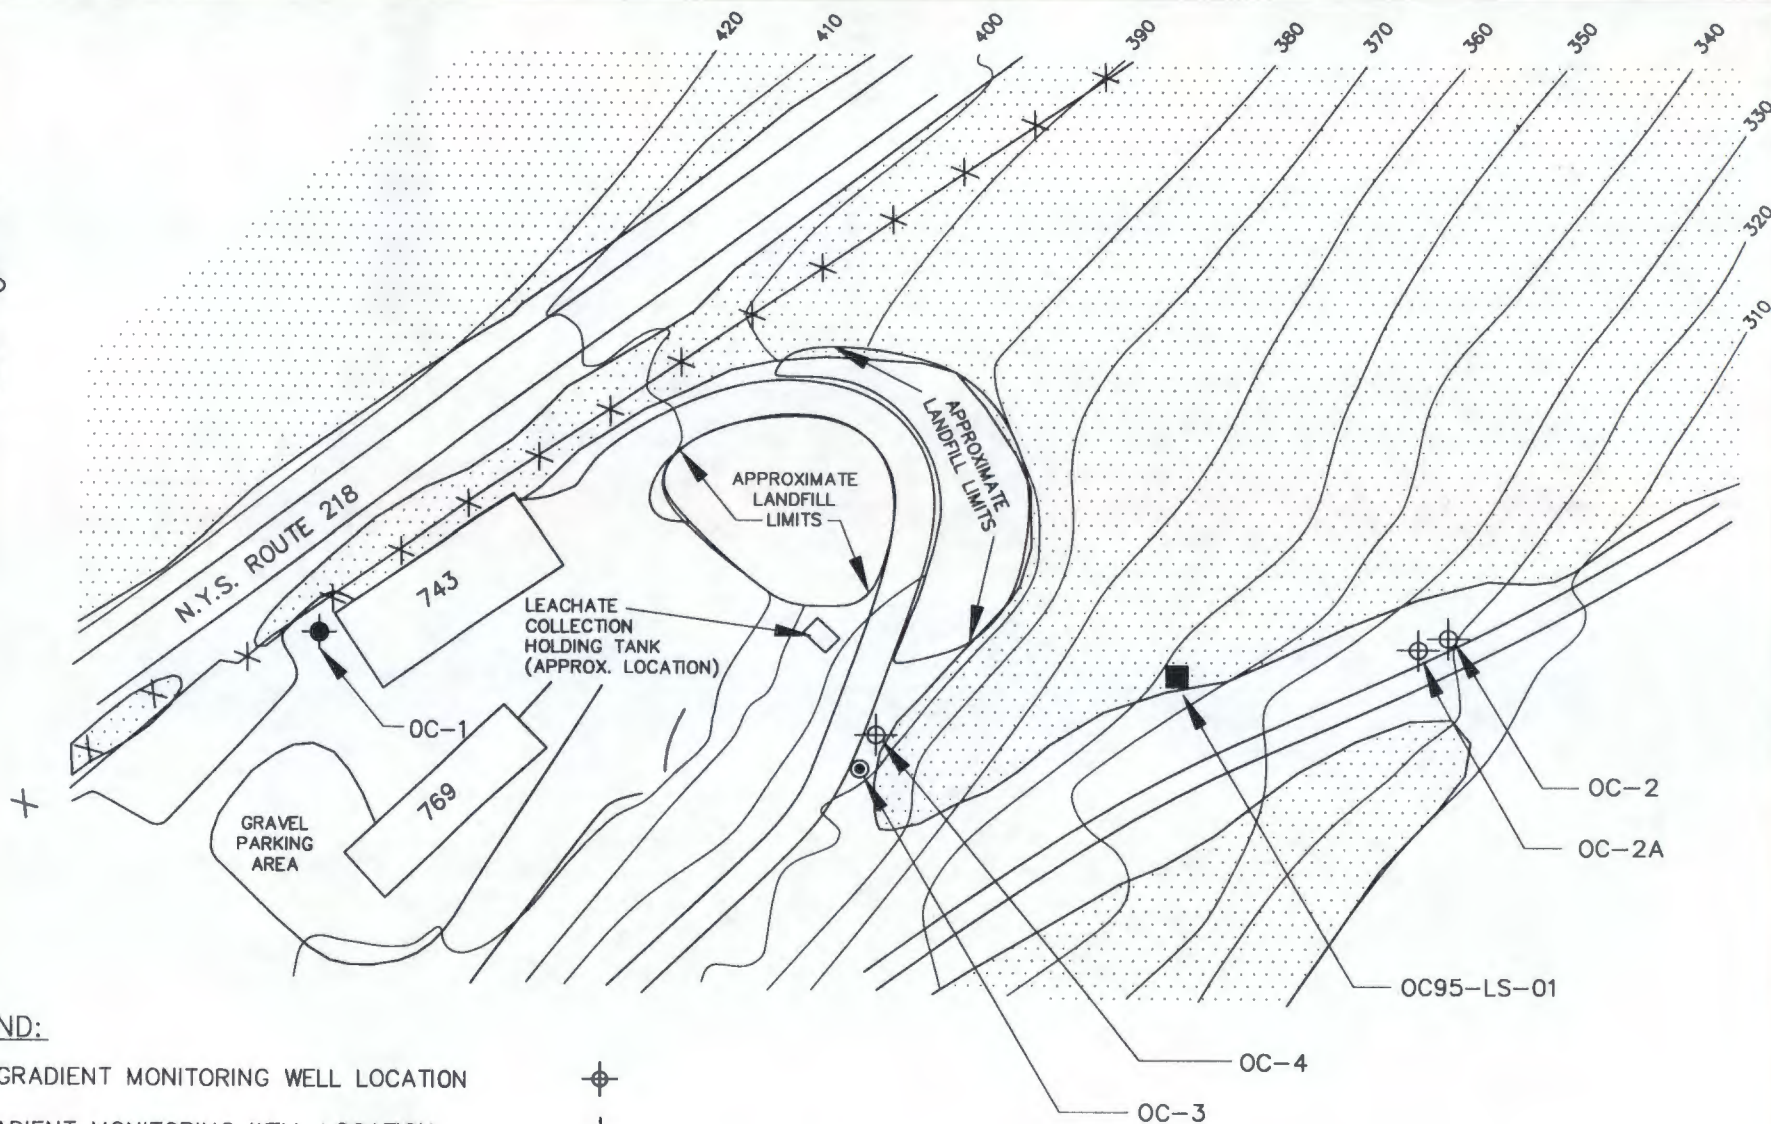 420
410
400
390
380
370
360
350
340
330
320
310
N.Y.S. ROUTE 218
743
769
APPROXIMATE
LANDFILL
LIMITS
APPROXIMATE
LANDFILL LIMITS
LEACHATE
COLLECTION
HOLDING TANK
(APPROX. LOCATION)
OC-1
GRAVEL
PARKING
AREA
OC-2
OC-2A
OC95-LS-01
OC-4
OC-3
ND:
GRADIENT MONITORING WELL LOCATION